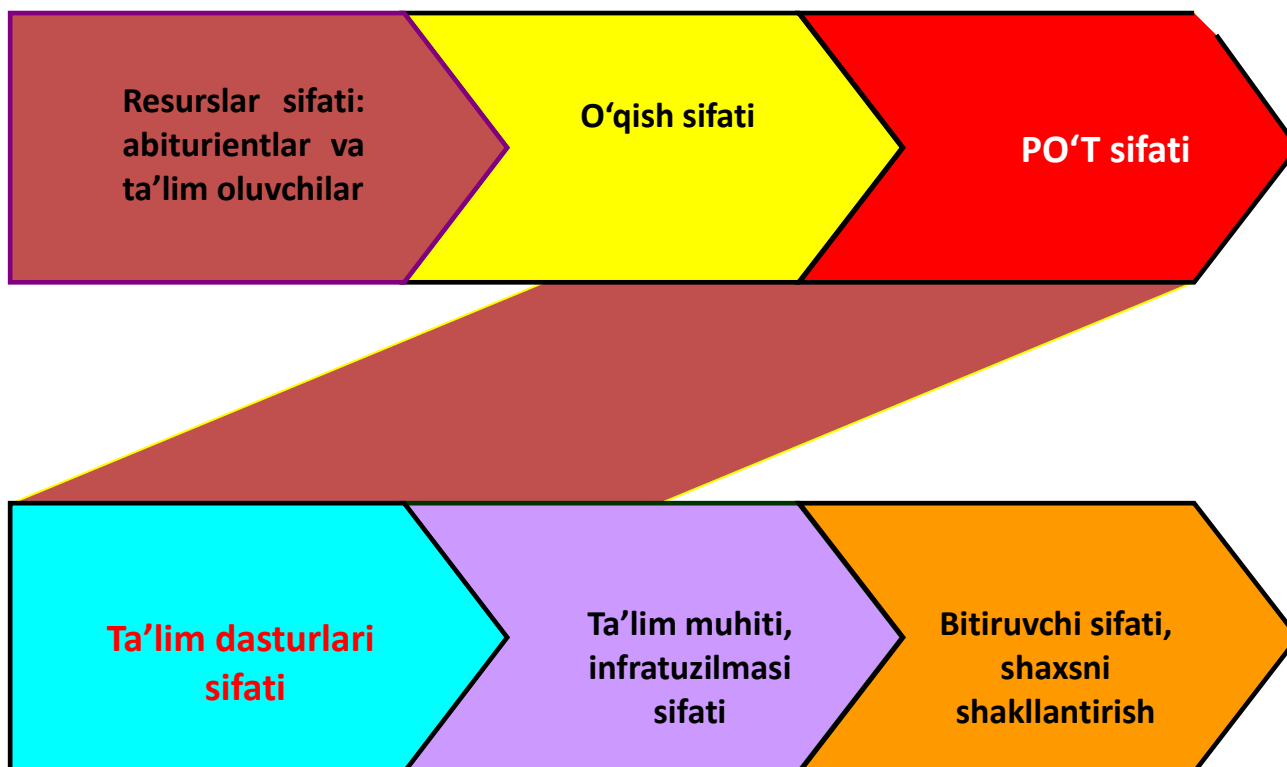 Resurslar sifati:
abiturientlar va
ta’lim oluvchilar
O‘qish sifati
PO‘T sifati
Ta’lim dasturlari
sifati
Ta’lim muhiti,
infratuzilmasi
sifati
Bitiruvchi sifati,
shaxsni
shakllantirish